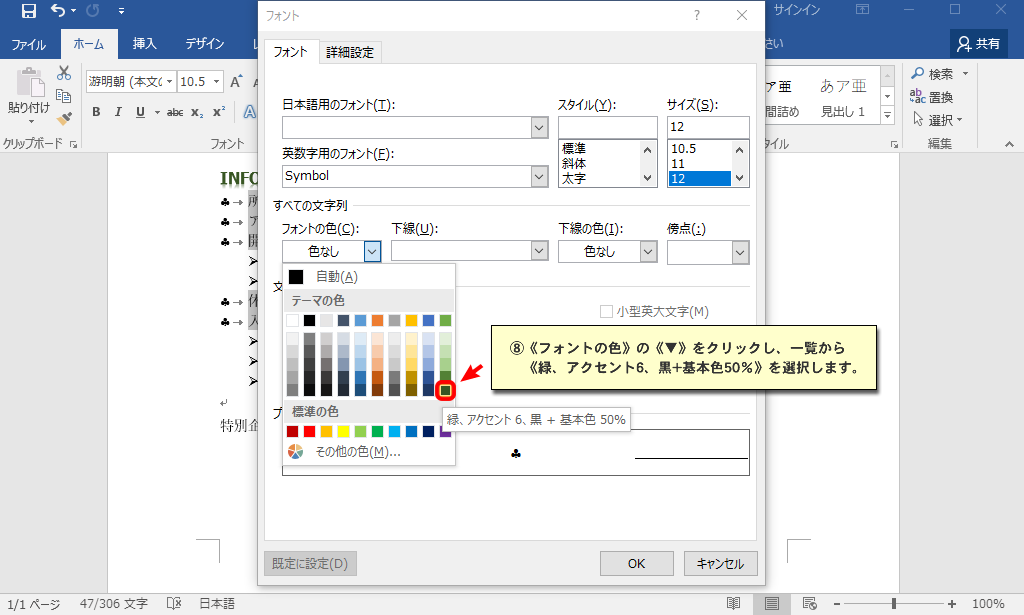 サインイン
ファイル
ホーム
挿入
デザイン
さい
共有
游明朝 (本文の
10.5
A
貼り付け
B I U abc x₂ x² A
クリップボード
フォント
ア亜
あア亜
間詰め
見出し 1
タイル
検索
置換
選択
編集
フォント
?
フォント
詳細設定
日本語用のフォント(T):
スタイル(Y):
サイズ(S):
12
標準
斜体
太字
10.5
11
12
英数字用のフォント(F):
Symbol
すべての文字列
フォントの色(C):
下線(U):
下線の色(I):
傍点(:)
色なし
色なし
自動(A)
テーマの色
標準の色
その他の色(M)...
小型英大文字(M)
⑧《フォントの色》の《▼》をクリックし、一覧から
《緑、アクセント6、黒+基本色50%》を選択します。
緑、アクセント 6、黒 + 基本色 50%
♣
既定に設定(D)
OK
キャンセル
INFO
特別企
1/1 ページ
47/306 文字
日本語
100%